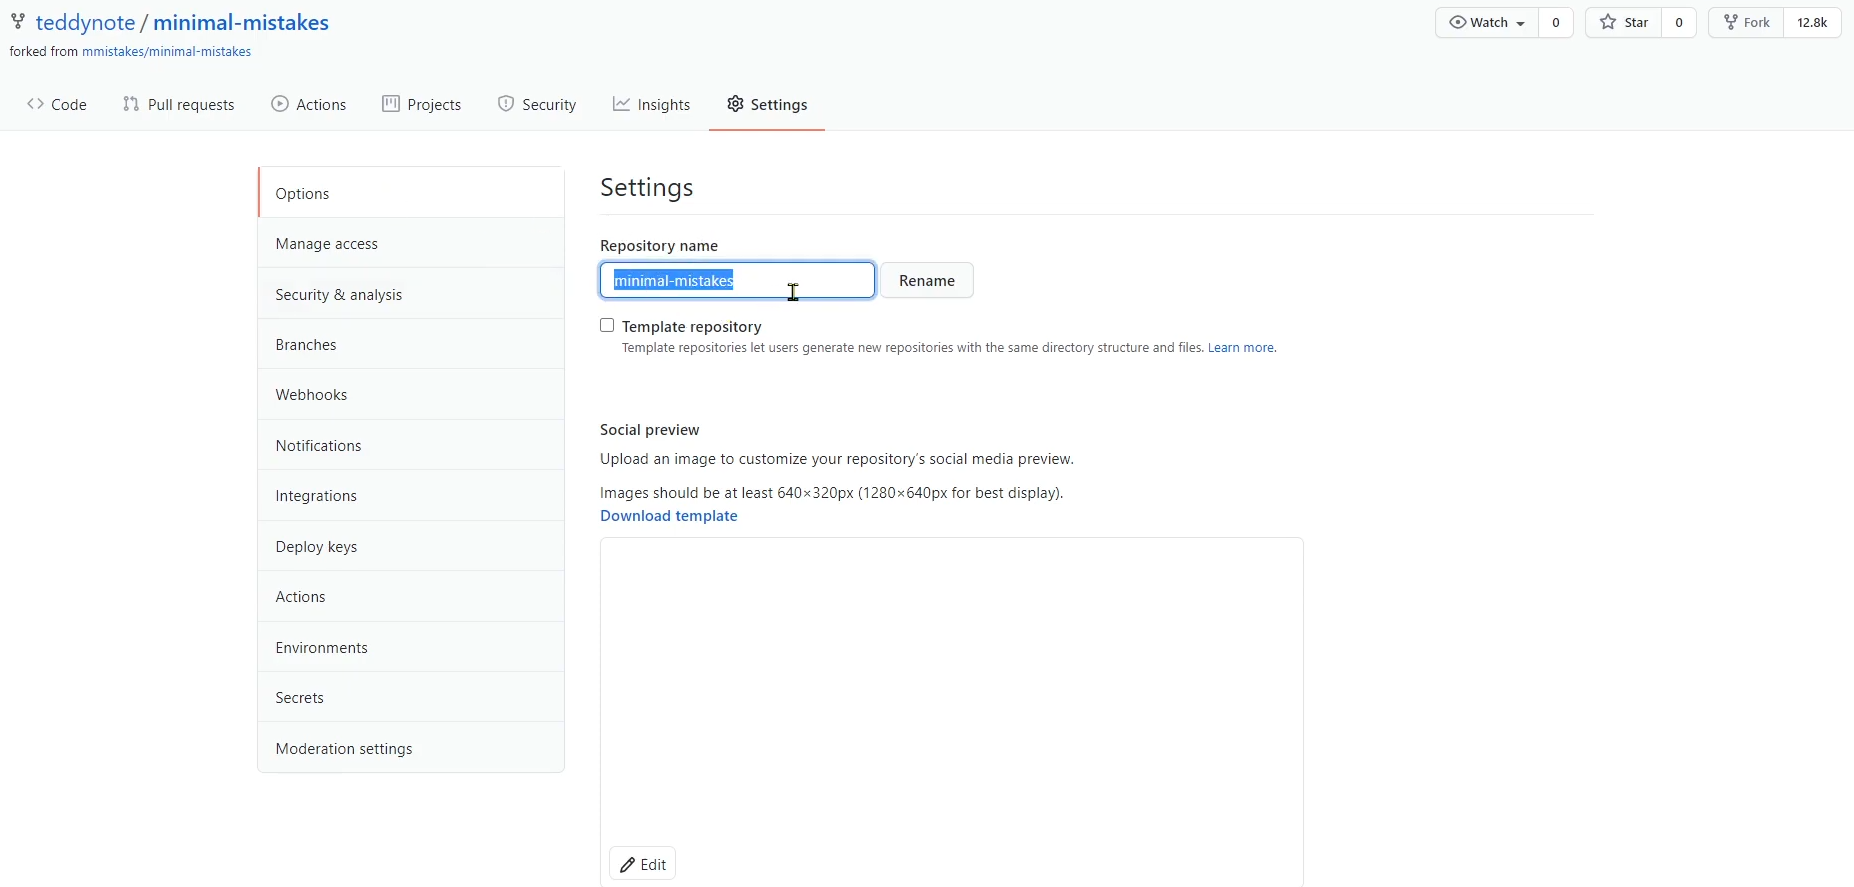 teddynote / minimal-mistakes
Watch 0 Star 0 Fork 12.8k
forked from mmistakes/minimal-mistakes
Code Pull requests Actions Projects Security Insights Settings
Options
Manage access
Security & analysis
Branches
Webhooks
Notifications
Integrations
Deploy keys
Actions
Environments
Secrets
Moderation settings
Settings
Repository name
minimal-mistakes Rename
Template repository
Template repositories let users generate new repositories with the same directory structure and files. Learn more.
Social preview
Upload an image to customize your repository's social media preview.
Images should be at least 640×320px (1280×640px for best display).
Download template
Edit